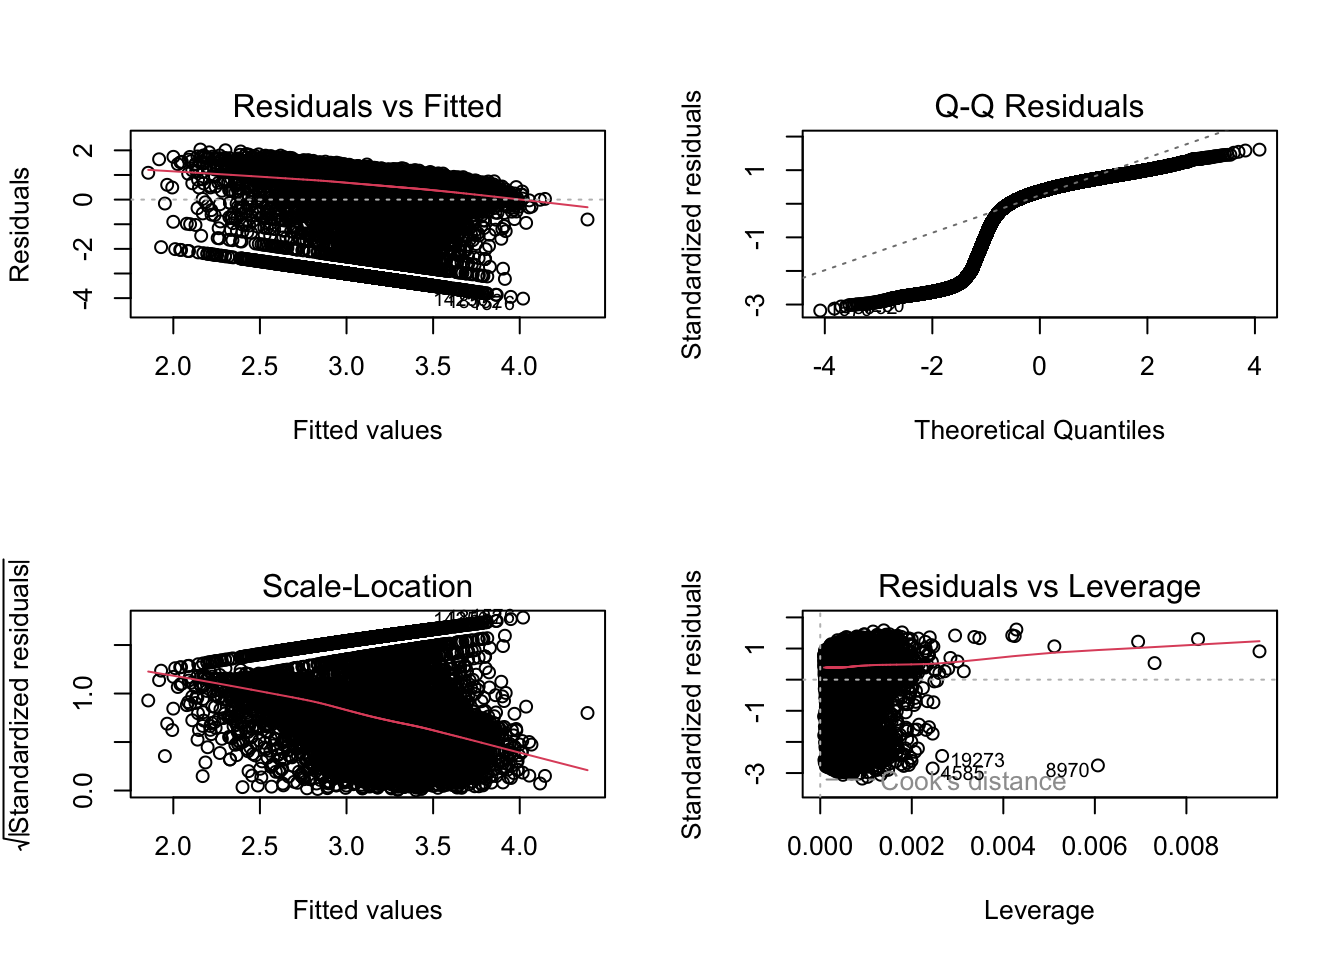 Residuals vs Fitted
Residuals
2
0
-2
-4
2.0 2.5 3.0 3.5 4.0
Fitted values
Q-Q Residuals
Standardized residuals
1
-1
-3
-4 -2 0 2 4
Theoretical Quantiles
Scale-Location
√|Standardized residuals|
1.0
0.0
2.0 2.5 3.0 3.5 4.0
Fitted values
Residuals vs Leverage
Standardized residuals
1
-1
-3
19273
14585
8970
Cook's distance
0.000 0.002 0.004 0.006 0.008
Leverage